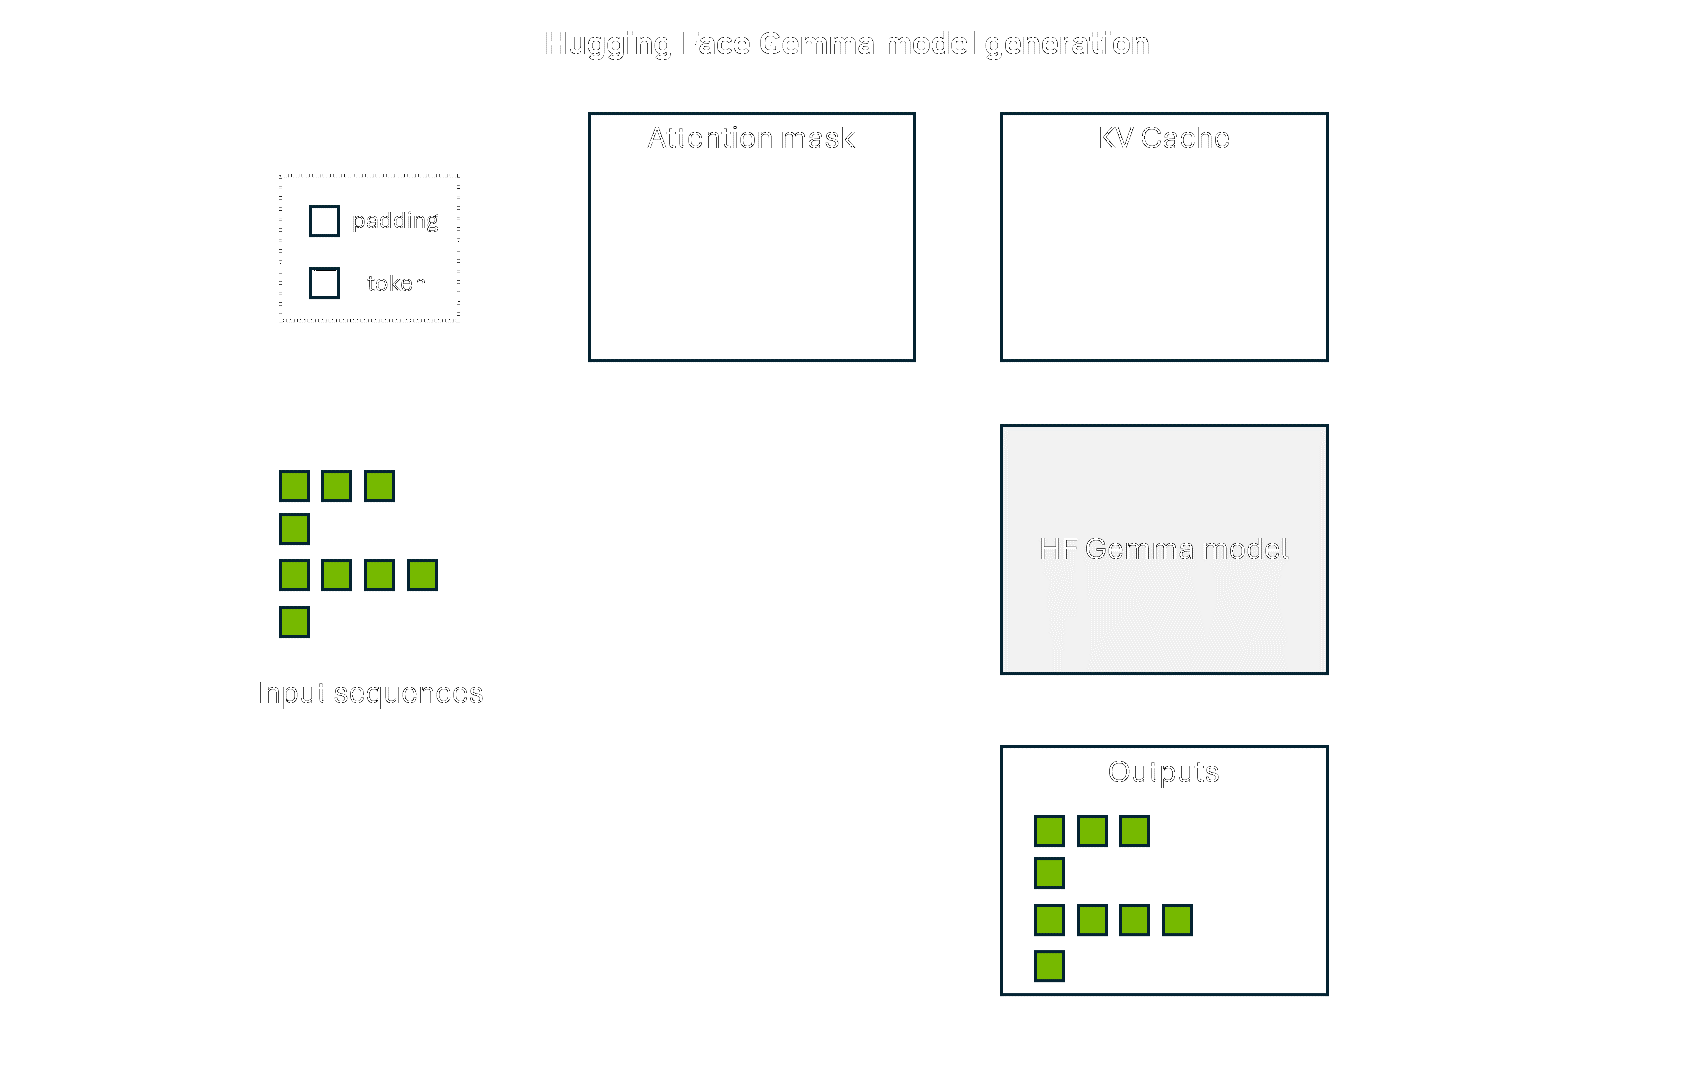 Hugging Face Gemma model generation
Attention mask
KV Cache
padding
token
HF Gemma model
Input sequences
Outputs